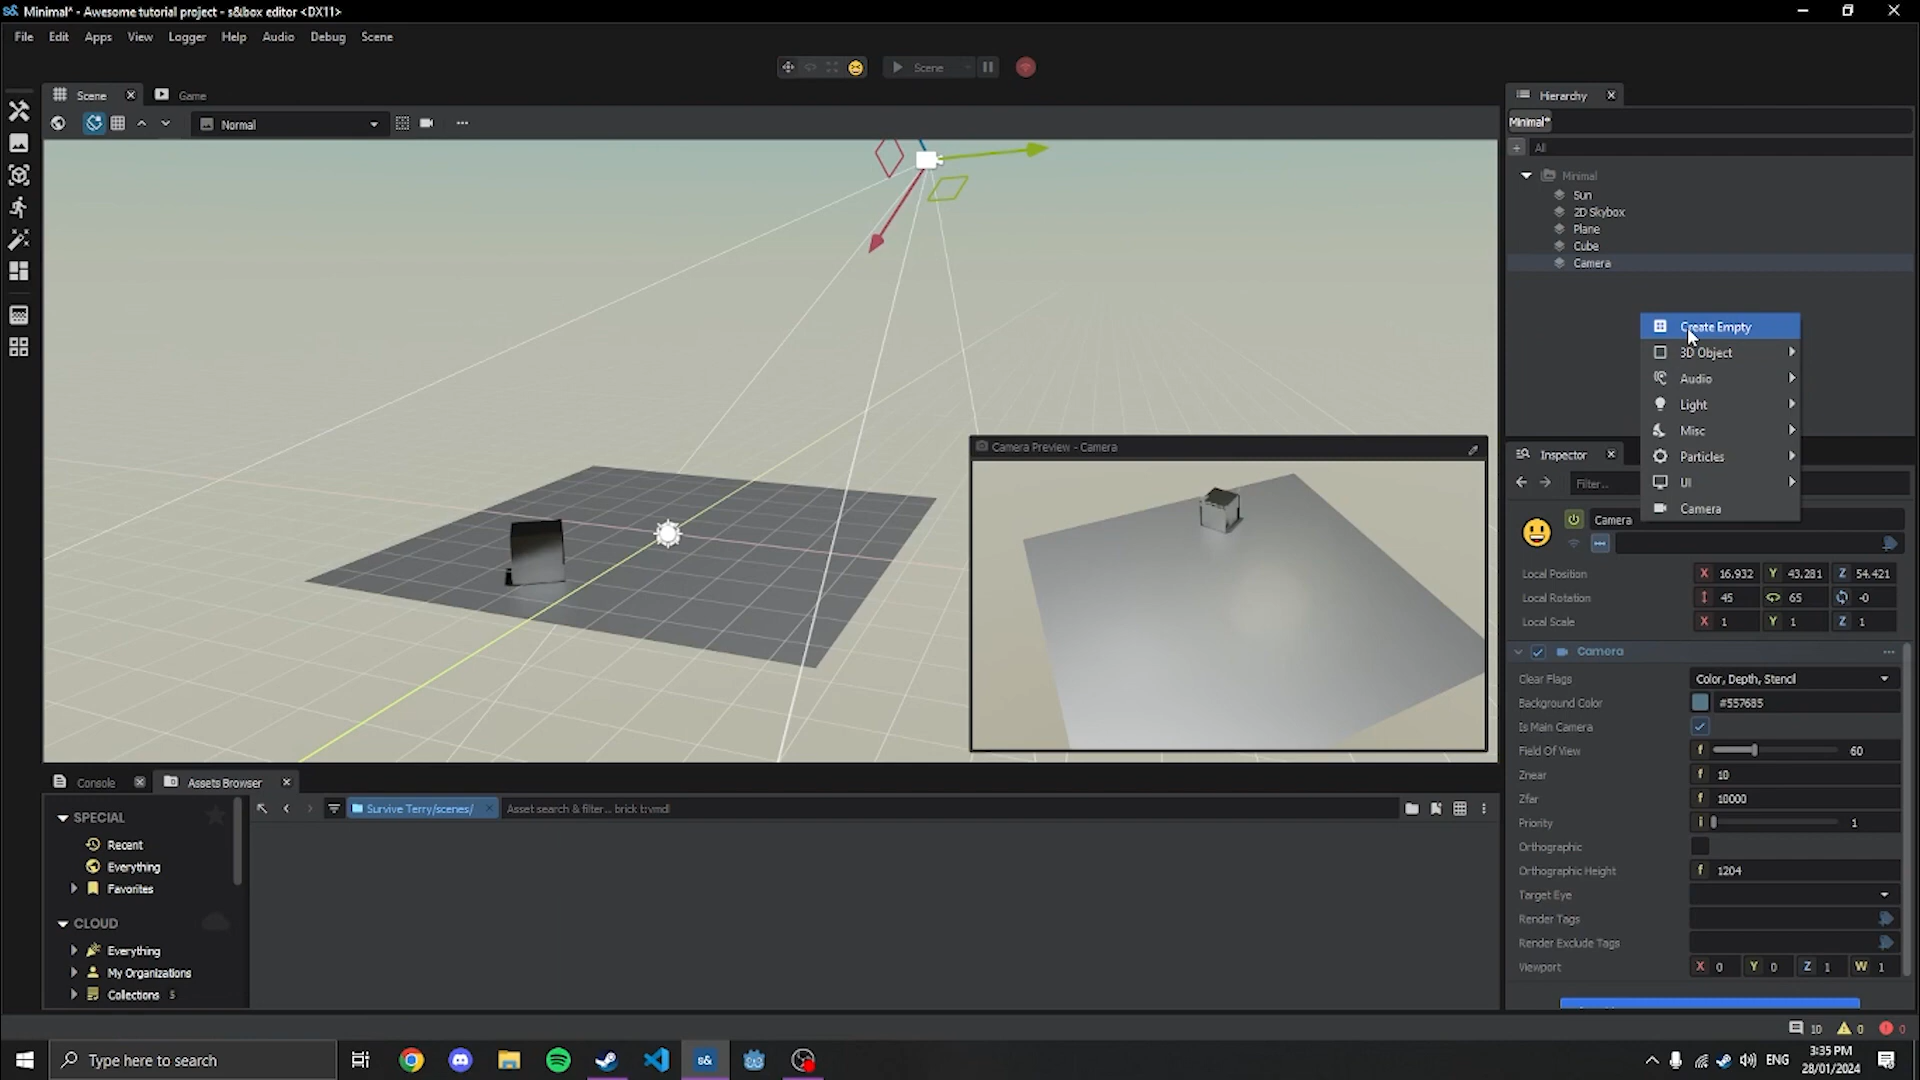 s& Minimal* - Awesome tutorial project - s&box editor <DX11>
File Edit Apps View Logger Help Audio Debug Scene
Scene
Scene Game
Normal
Camera Preview - Camera
Hierarchy
Minimal*
All
Minimal
Sun
2D Skybox
Plane
Cube
Camera
Create Empty
3D Object
Audio
Light
Misc
Particles
UI
Camera
Inspector
Filter...
Camera
Local Position X 16.932 Y 43.281 Z 54.421
Local Rotation 45 65 -0
Local Scale X 1 Y 1 Z 1
Camera
Clear Flags Color, Depth, Stencil
Background Color #557685
Is Main Camera
Field Of View f 60
Znear f 10
Zfar f 10000
Priority i 1
Orthographic
Orthographic Height f 1204
Target Eye
Render Tags
Render Exclude Tags
Viewport X 0 Y 0 Z 1 W 1
Console Assets Browser
Survive Terry/scenes/ Asset search & filter... brick t:vmdl
SPECIAL
Recent
Everything
Favorites
CLOUD
Everything
My Organizations
Collections 5
10 0 0
Type here to search
s&
ENG
3:35 PM
28/01/2024